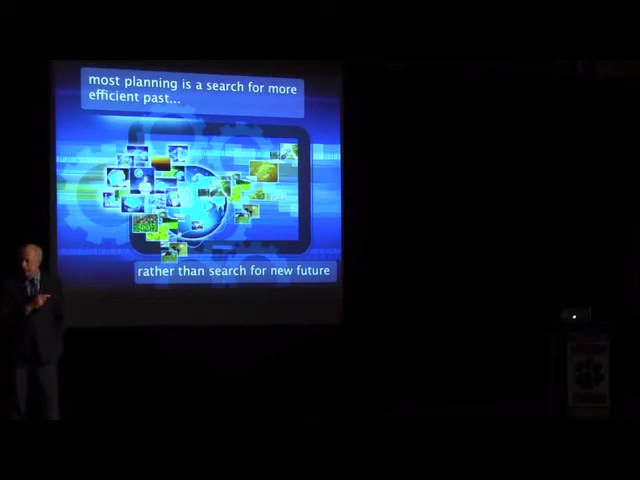 most planning is a search for more
efficient past...
rather than search for new future